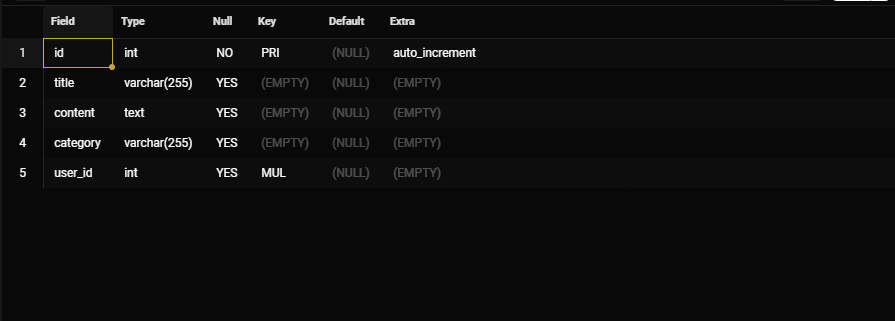 Field Type Null Key Default Extra
1 id int NO PRI (NULL) auto_increment
2 title varchar(255) YES (EMPTY) (NULL) (EMPTY)
3 content text YES (EMPTY) (NULL) (EMPTY)
4 category varchar(255) YES (EMPTY) (NULL) (EMPTY)
5 user_id int YES MUL (NULL) (EMPTY)